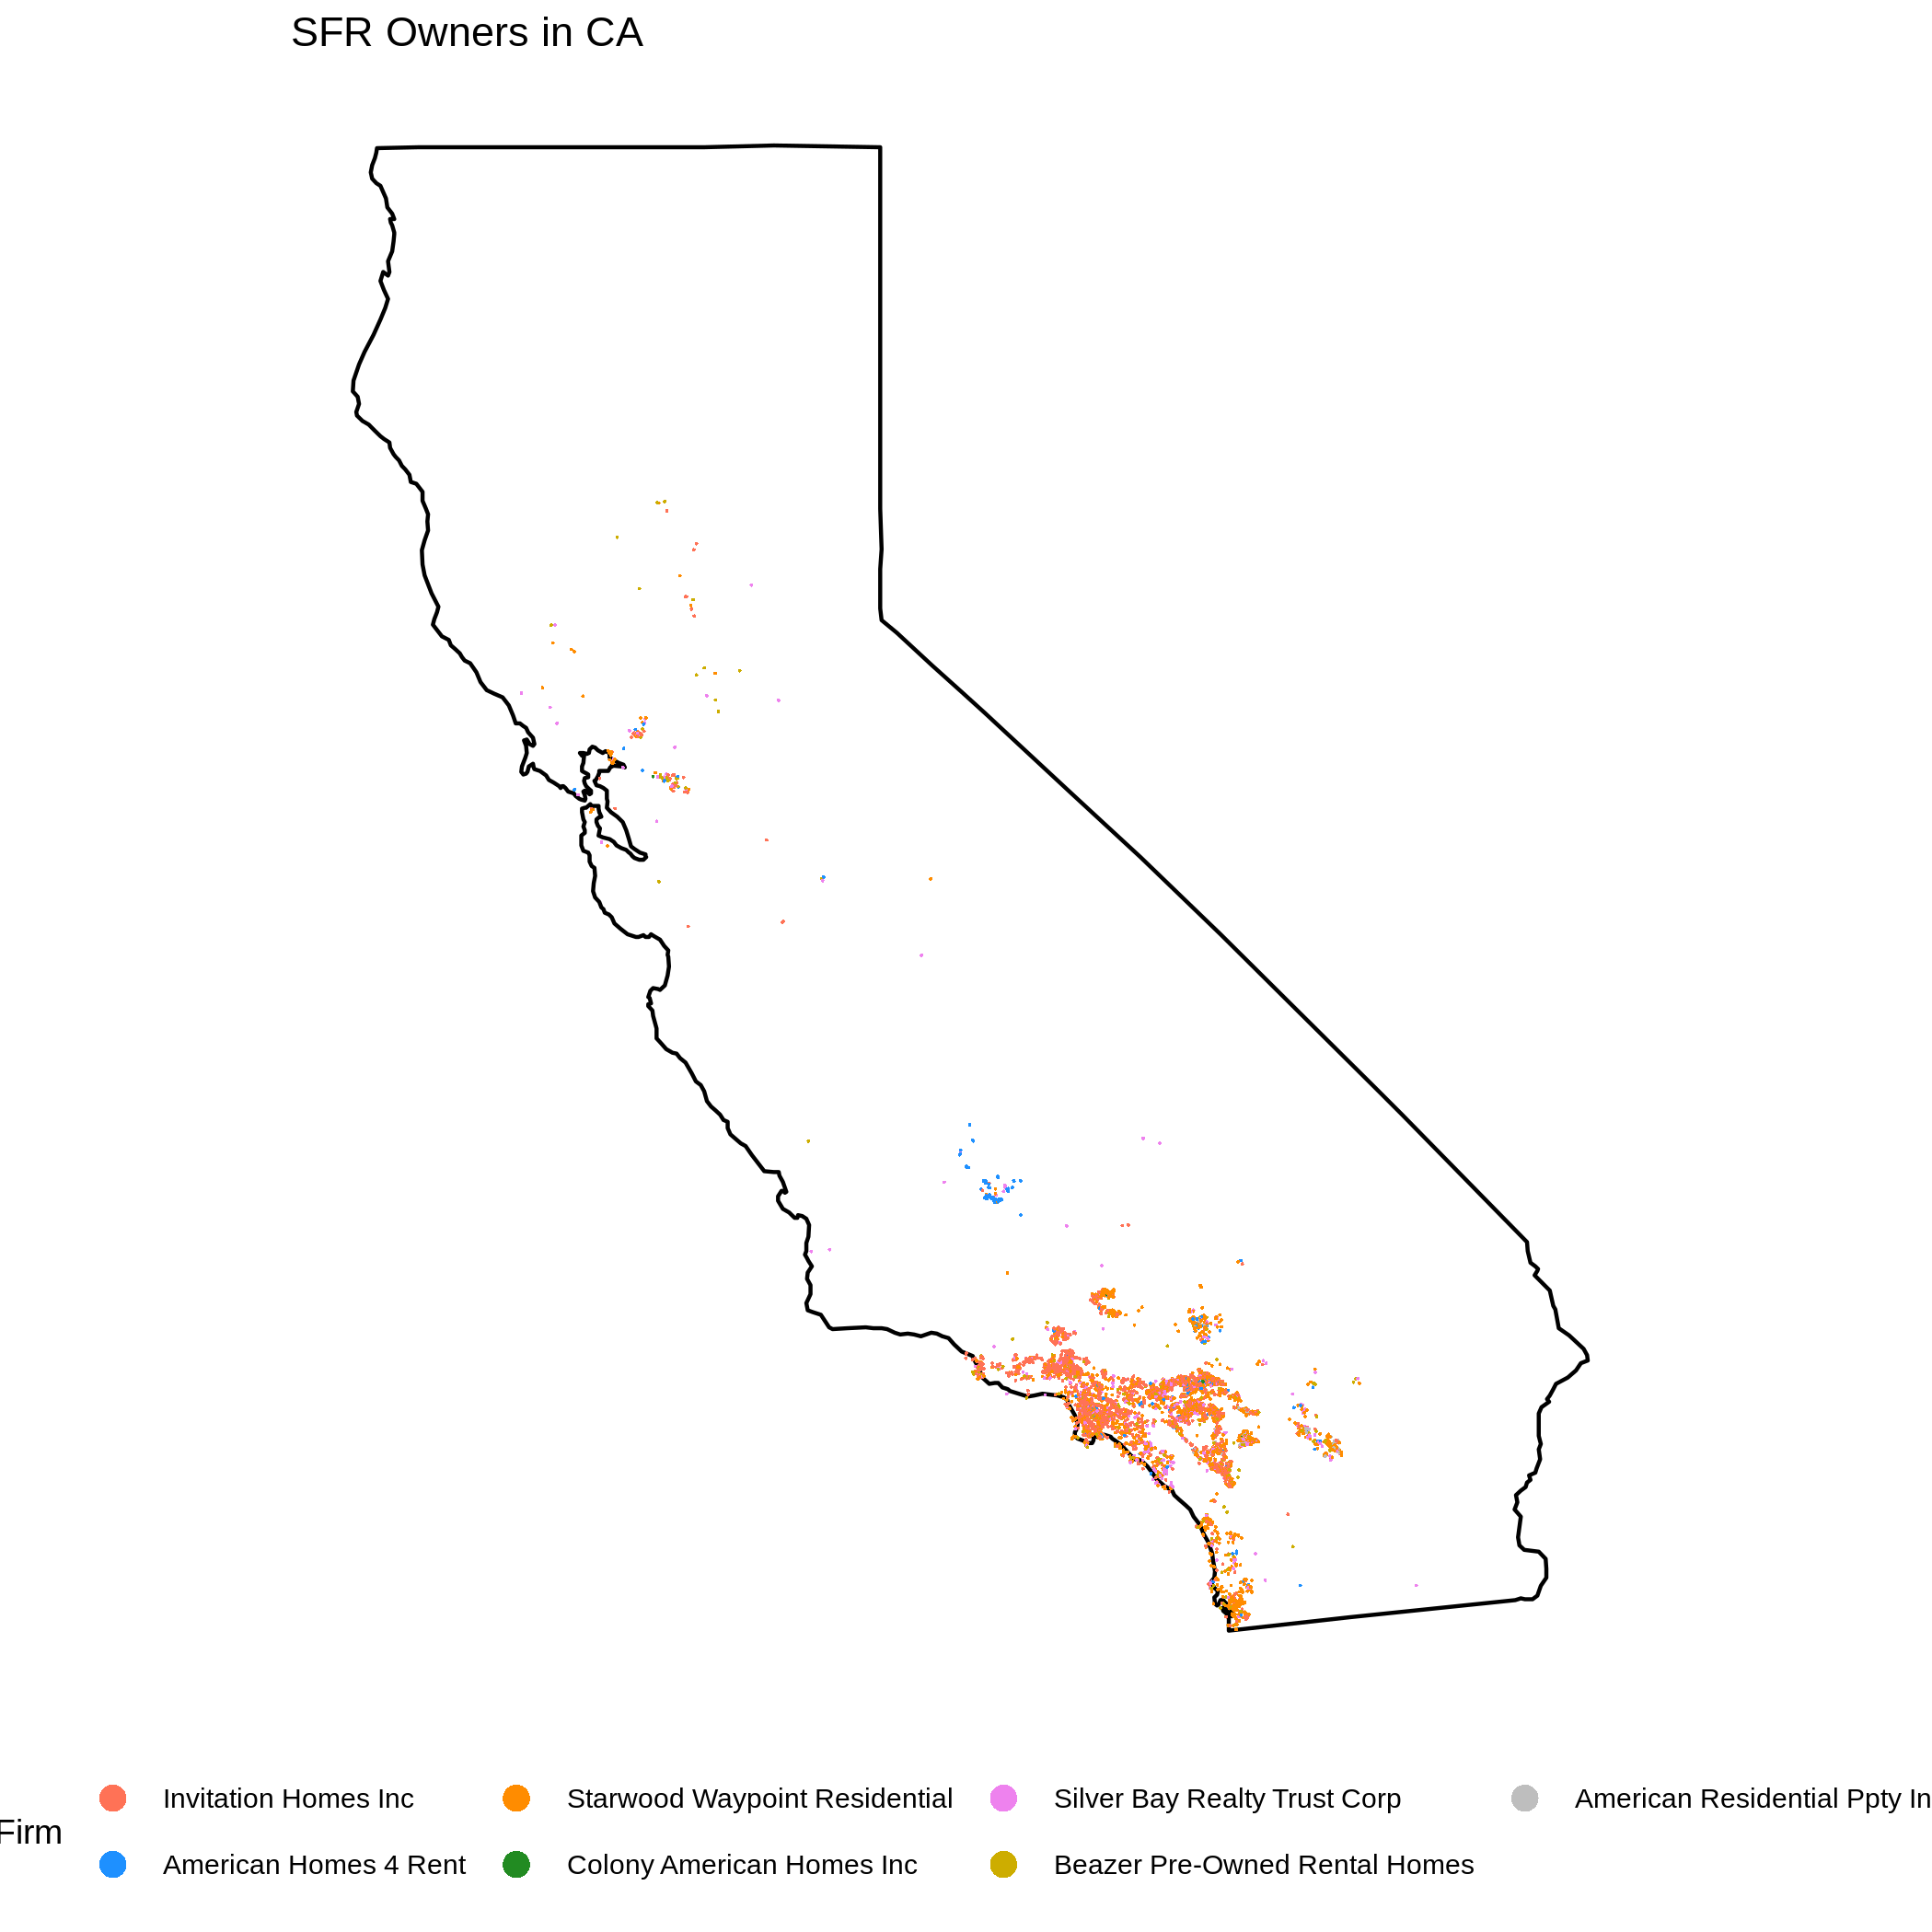 SFR Owners in CA
Firm
Invitation Homes Inc
Starwood Waypoint Residential
Silver Bay Realty Trust Corp
American Residential Ppty In
American Homes 4 Rent
Colony American Homes Inc
Beazer Pre-Owned Rental Homes